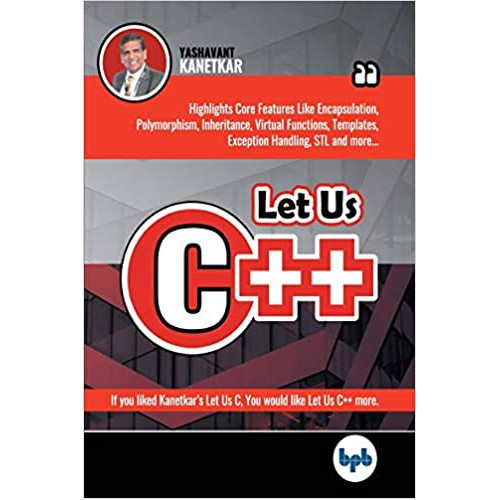 YASHAVANT
KANETKAR
Highlights Core Features Like Encapsulation,
Polymorphism, Inheritance, Virtual Functions, Templates,
Exception Handling, STL and more...
Let Us
C++
If you liked Kanetkar's Let Us C, You would like Let Us C++ more.
bpb